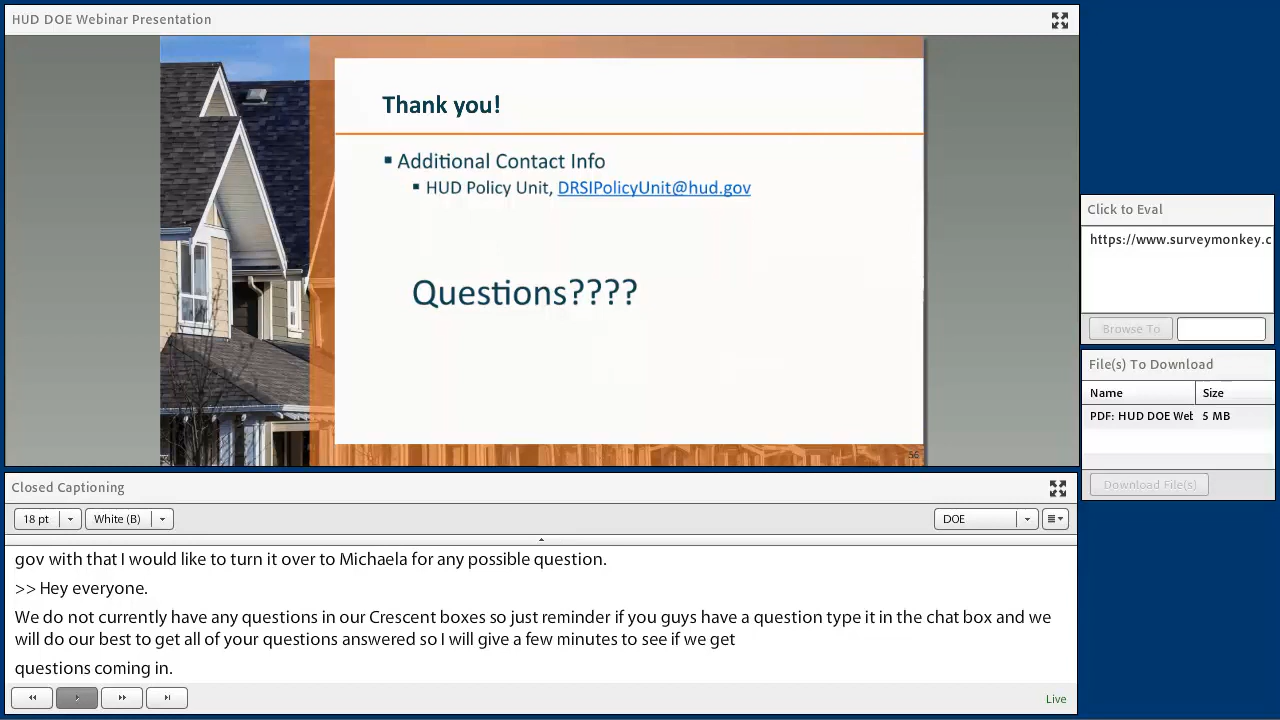 HUD DOE Webinar Presentation
Thank you!
Additional Contact Info
HUD Policy Unit, DRSIPolicyUnit@hud.gov
Questions????
56
Click to Eval
https://www.surveymonkey.c
Browse To
File(s) To Download
Name Size
PDF: HUD DOE Wet 5 MB
Download File(s)
Closed Captioning
18 pt White (B) DOE
gov with that I would like to turn it over to Michaela for any possible question.
>> Hey everyone.
We do not currently have any questions in our Crescent boxes so just reminder if you guys have a question type it in the chat box and we
will do our best to get all of your questions answered so I will give a few minutes to see if we get
questions coming in.
Live